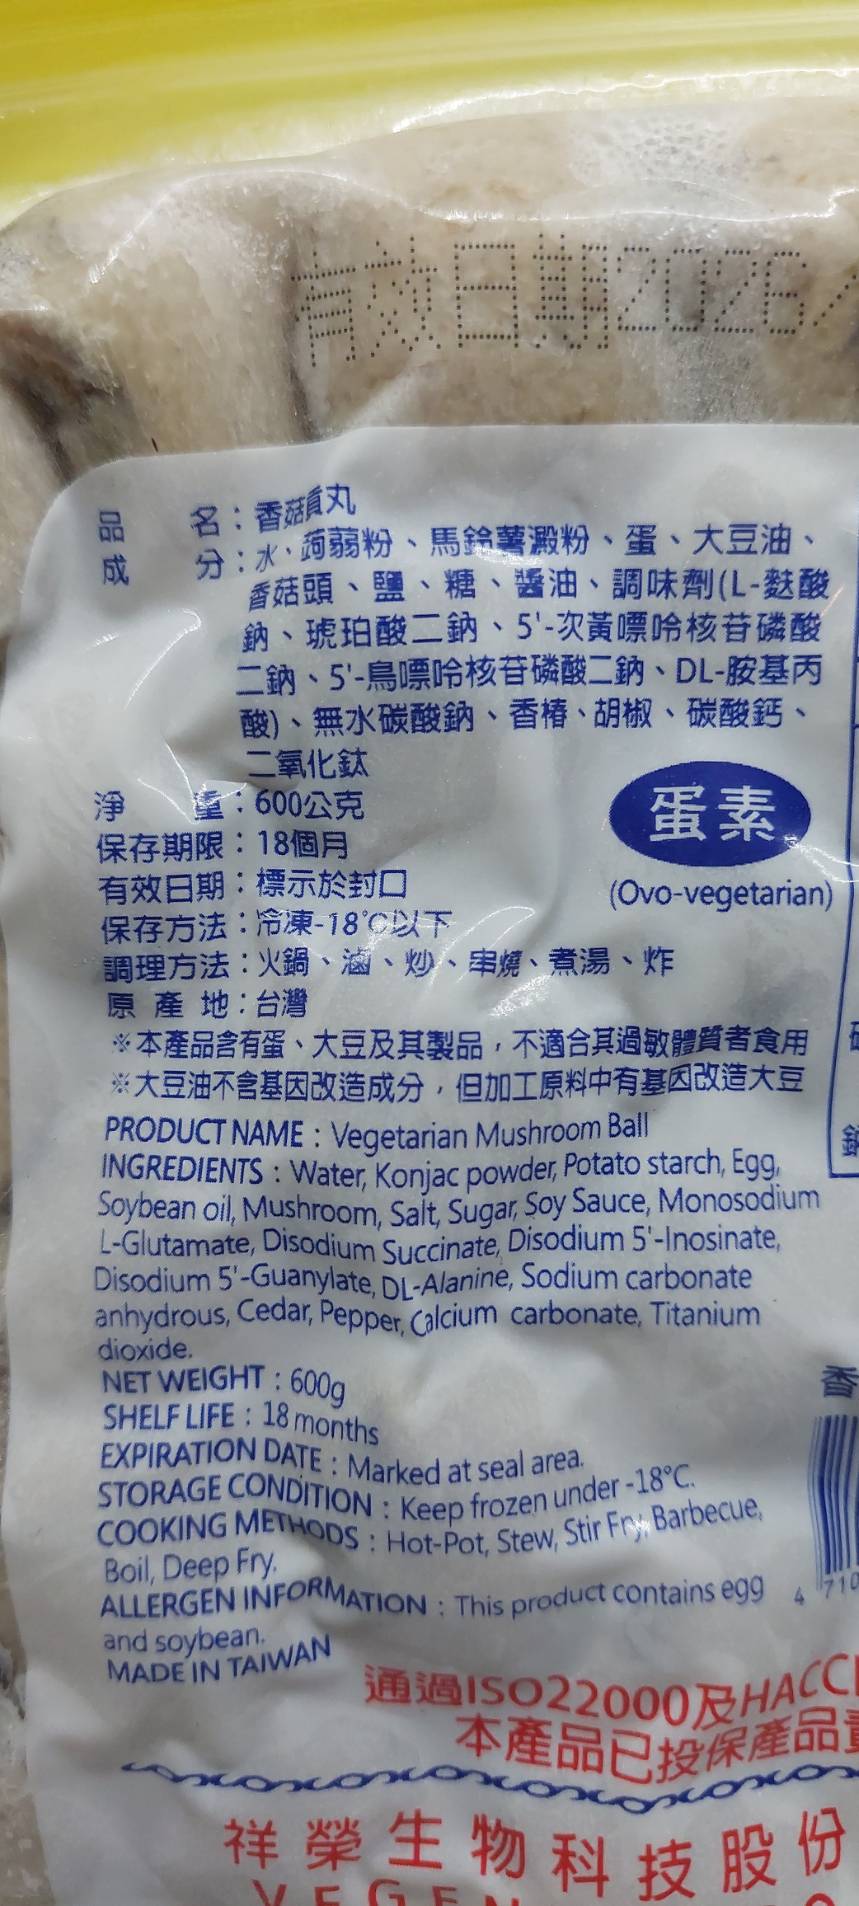 有效日期2026
品 名：香菇貢丸
成 分：水、蒟蒻粉、馬鈴薯澱粉、蛋、大豆油、
香菇頭、鹽、糖、醬油、調味劑(L-麩酸
鈉、琥珀酸二鈉、5'-次黃嘌呤核苷磷酸
二鈉、5'-鳥嘌呤核苷磷酸二鈉、DL-胺基丙
酸)、無水碳酸鈉、香椿、胡椒、碳酸鈣、
二氧化鈦
淨 重：600公克
保存期限：18個月
有效日期：標示於封口
保存方法：冷凍-18℃以下
調理方法：火鍋、滷、炒、串燒、煮湯、炸
原 產 地：台灣
蛋素
(Ovo-vegetarian)
※本產品含有蛋、大豆及其製品，不適合其過敏體質者食用
※大豆油不含基因改造成分，但加工原料中有基因改造大豆
PRODUCT NAME：Vegetarian Mushroom Ball
INGREDIENTS：Water, Konjac powder, Potato starch, Egg,
Soybean oil, Mushroom, Salt, Sugar, Soy Sauce, Monosodium
L-Glutamate, Disodium Succinate, Disodium 5'-Inosinate,
Disodium 5'-Guanylate, DL-Alanine, Sodium carbonate
anhydrous, Cedar, Pepper, Calcium carbonate, Titanium
dioxide.
NET WEIGHT：600g
SHELF LIFE：18 months
EXPIRATION DATE：Marked at seal area.
STORAGE CONDITION：Keep frozen under -18°C.
COOKING METHODS：Hot-Pot, Stew, Stir Fry, Barbecue,
Boil, Deep Fry.
ALLERGEN INFORMATION：This product contains egg
and soybean.
MADE IN TAIWAN
香
4 710
通過ISO22000及HACC
本產品已投保產品
祥榮生物科技股份
VEGE